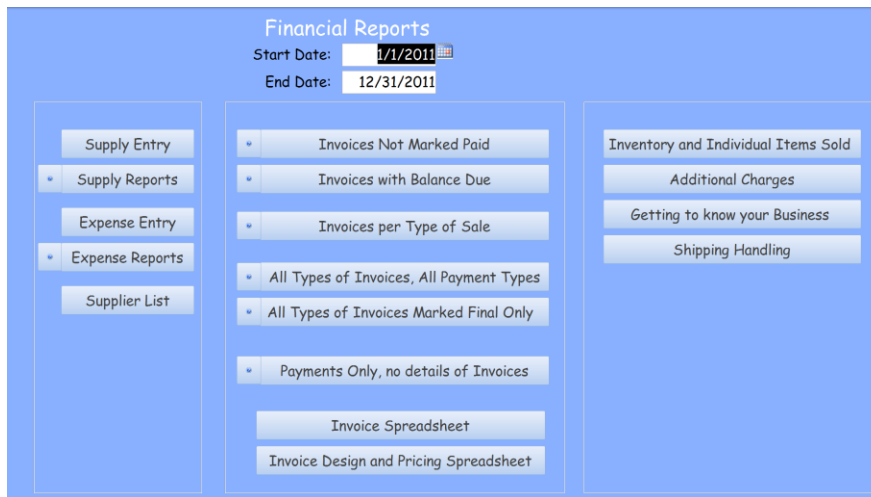 Financial Reports
Start Date: 1/1/2011
End Date: 12/31/2011
Supply Entry
Supply Reports
Expense Entry
Expense Reports
Supplier List
Invoices Not Marked Paid
Invoices with Balance Due
Invoices per Type of Sale
All Types of Invoices, All Payment Types
All Types of Invoices Marked Final Only
Payments Only, no details of Invoices
Invoice Spreadsheet
Invoice Design and Pricing Spreadsheet
Inventory and Individual Items Sold
Additional Charges
Getting to know your Business
Shipping Handling